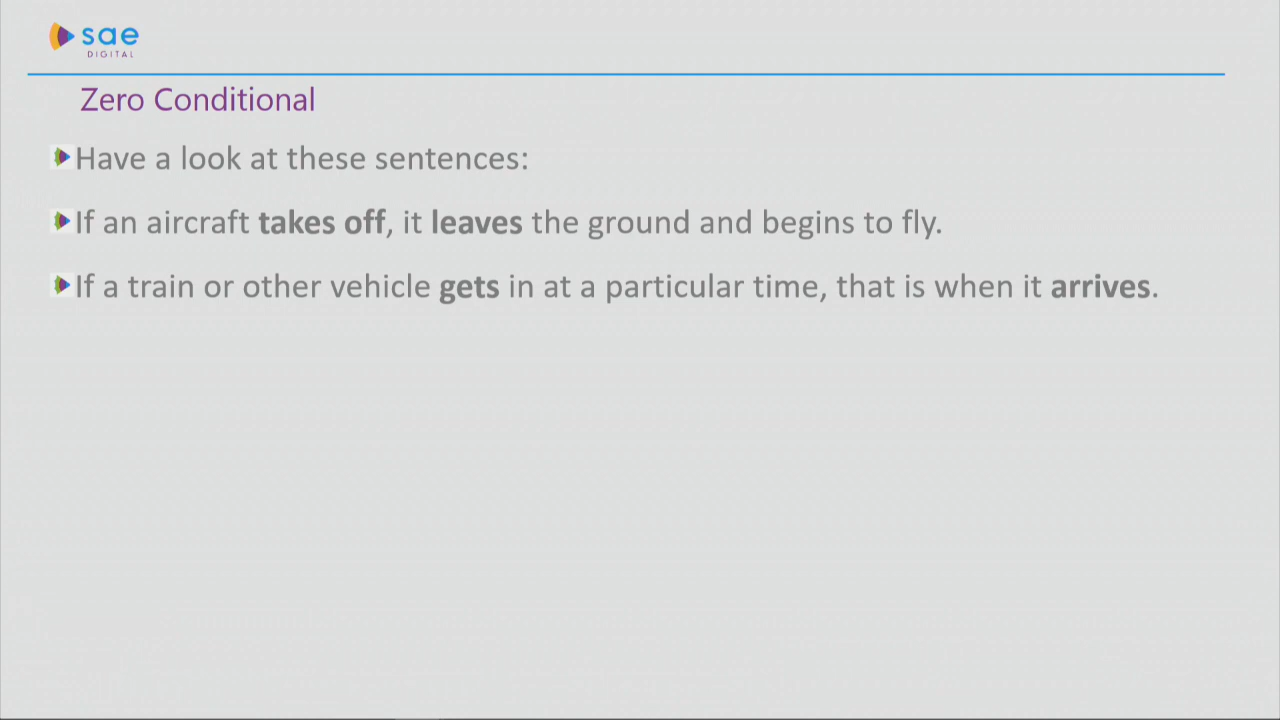 sae
DIGITAL
Zero Conditional
Have a look at these sentences:
If an aircraft takes off, it leaves the ground and begins to fly.
If a train or other vehicle gets in at a particular time, that is when it arrives.